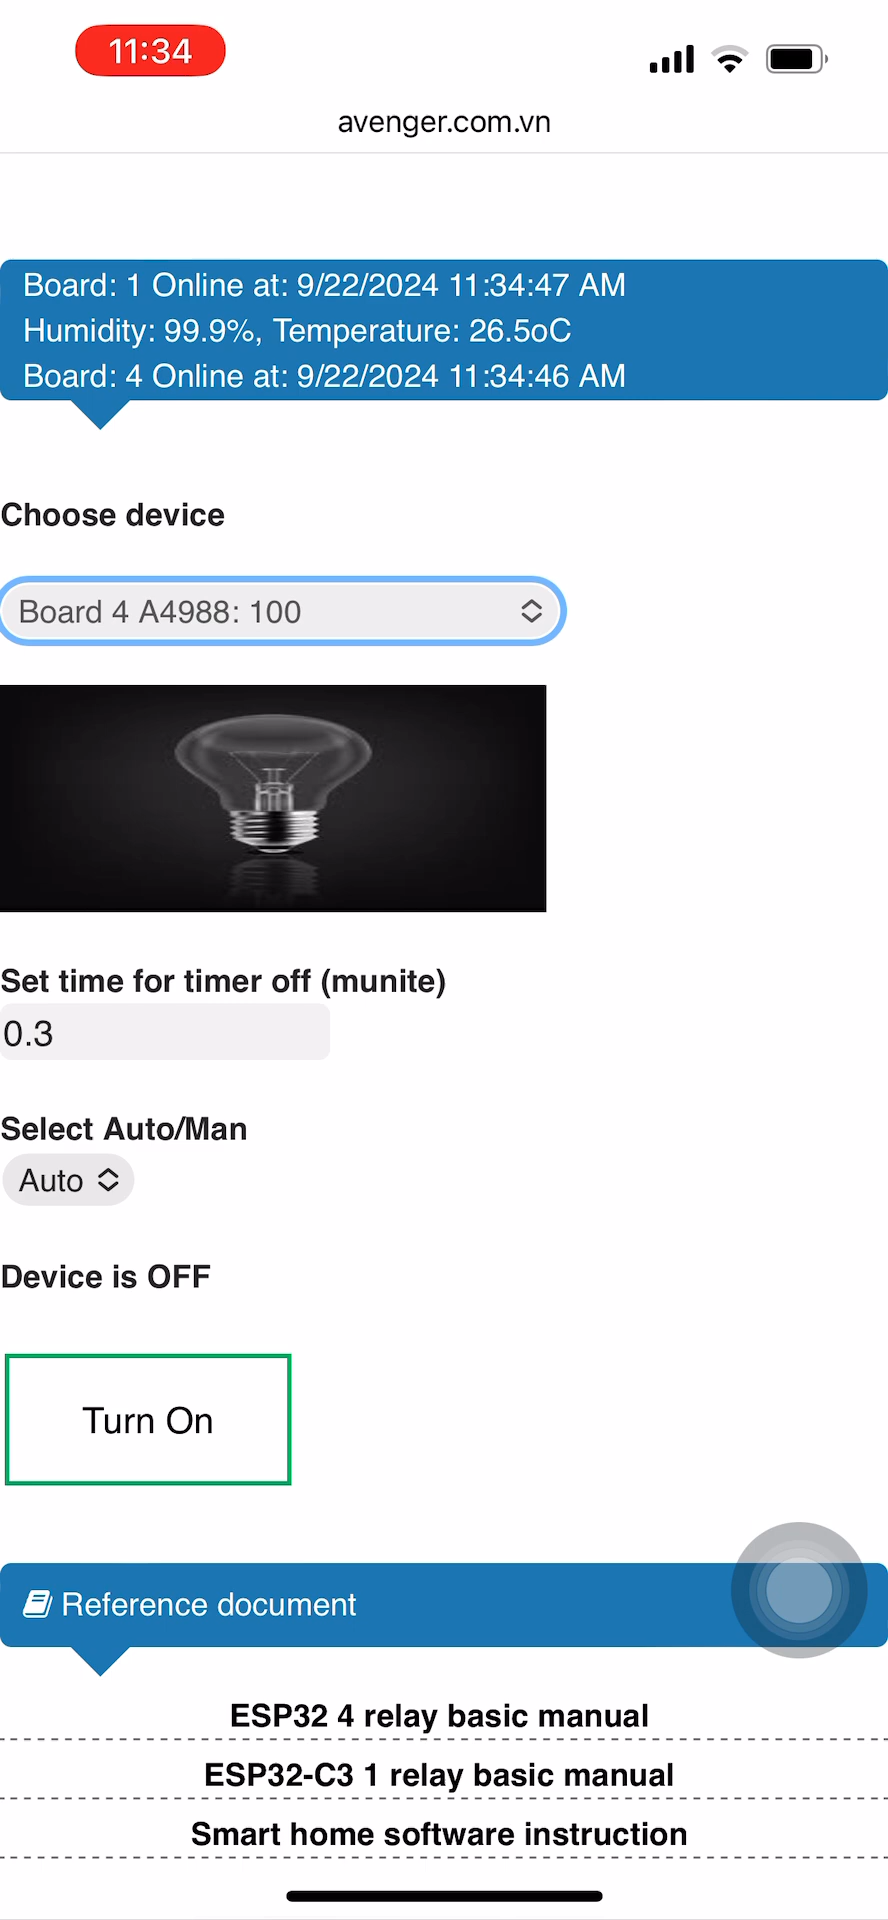 11:34
avenger.com.vn
Board: 1 Online at: 9/22/2024 11:34:47 AM
Humidity: 99.9%, Temperature: 26.5oC
Board: 4 Online at: 9/22/2024 11:34:46 AM
Choose device
Board 4 A4988: 100
Set time for timer off (munite)
0.3
Select Auto/Man
Auto
Device is OFF
Turn On
Reference document
ESP32 4 relay basic manual
ESP32-C3 1 relay basic manual
Smart home software instruction